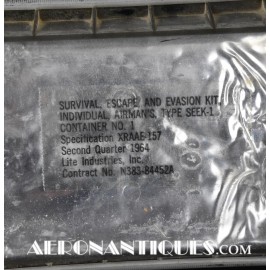 SURVIVAL, ESCAPE AND EVASION KIT,
INDIVIDUAL, AIRMAN'S, TYPE SEEK-1
CONTAINER NO. 1
Specification XRAAE-157
Second Quarter 1964
Lite Industries, Inc.
Contract No. N383-84452A
AERONANTIQUES.COM